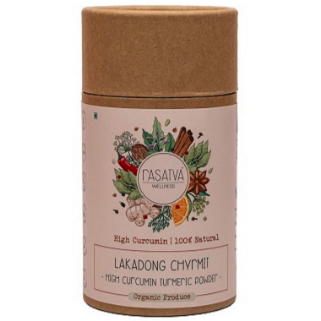 RASATVA
WELLNESS
High Curcumin | 100% Natural
LAKADONG CHYRMIT
- HIGH CURCUMIN TURMERIC POWDER -
Organic Produce